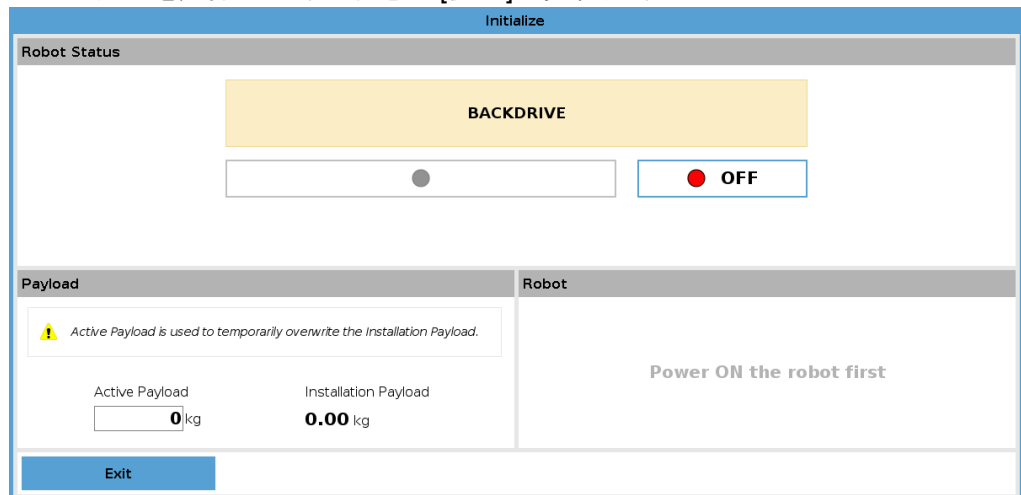 Initialize
Robot Status
BACKDRIVE
OFF
Payload
Robot
Active Payload is used to temporarily overwrite the Installation Payload.
Power ON the robot first
Active Payload
Installation Payload
0 kg
0.00 kg
Exit